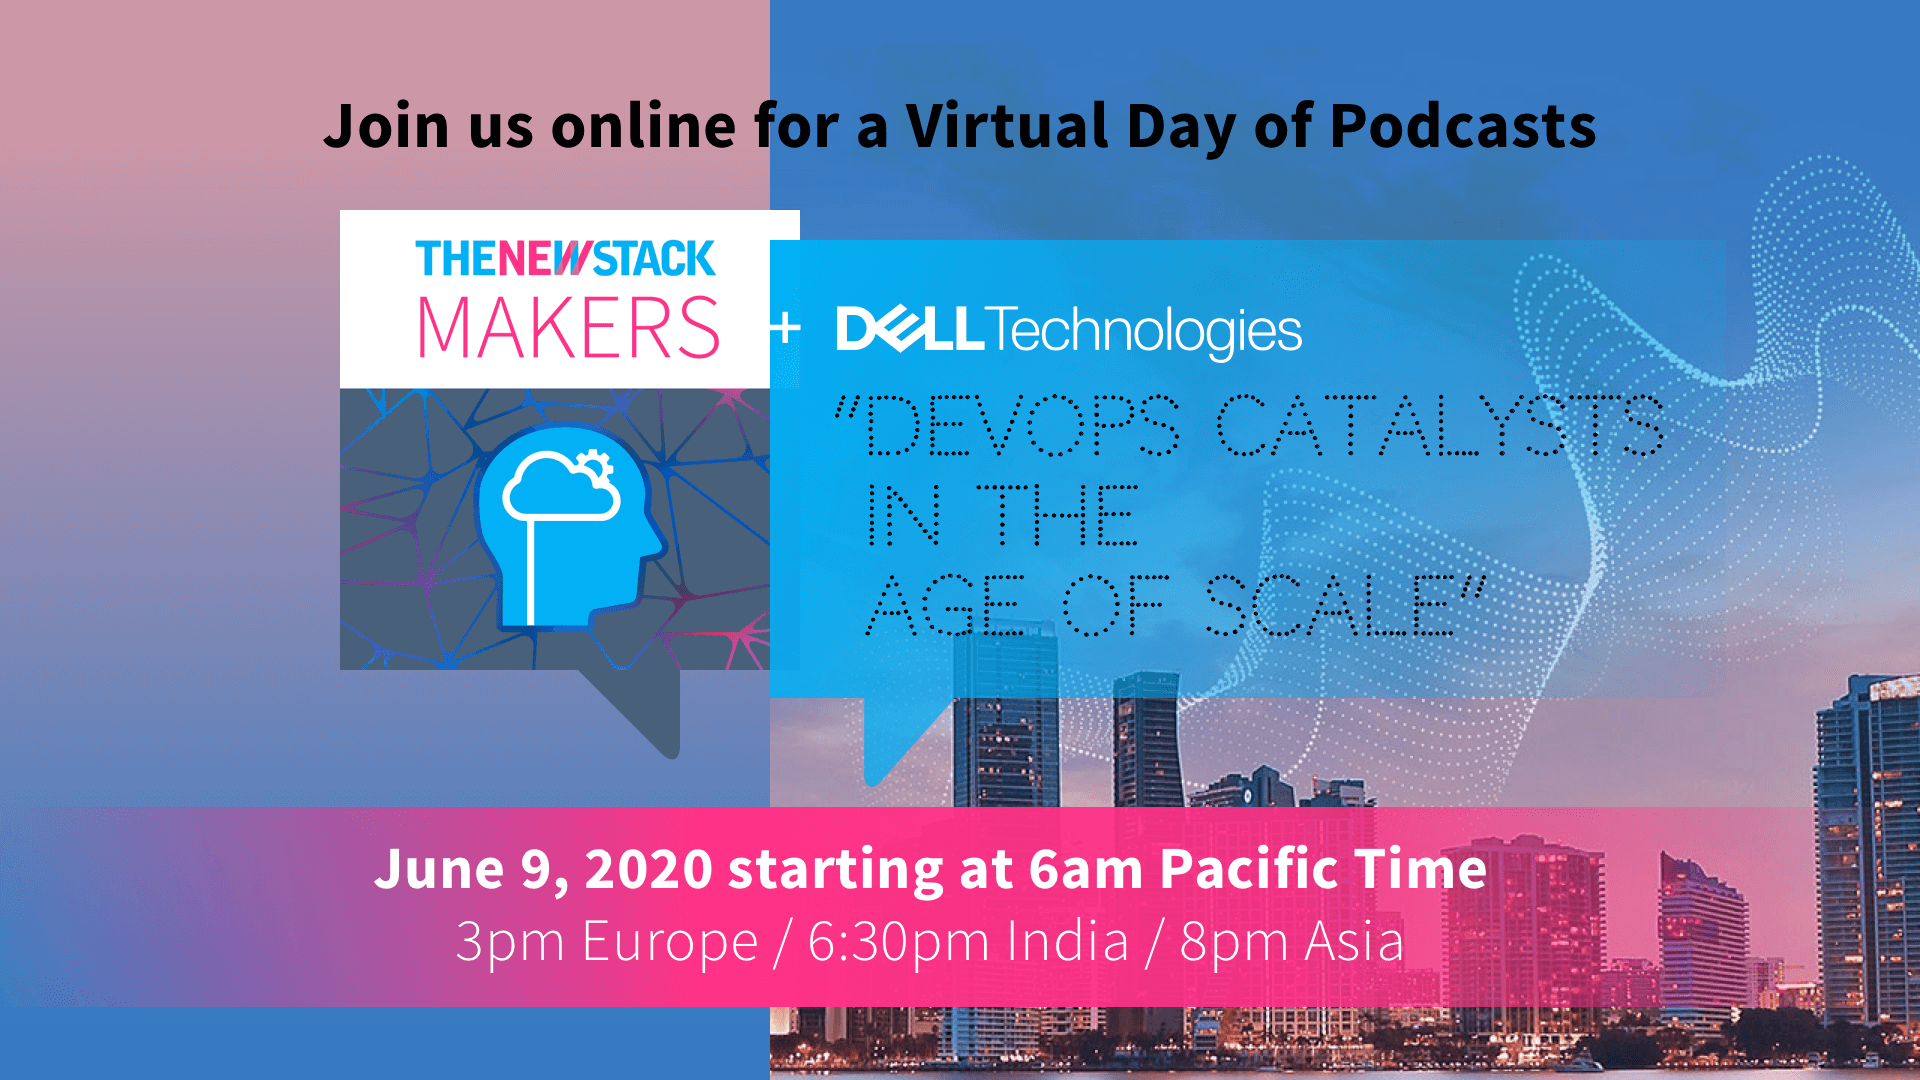 Join us online for a Virtual Day of Podcasts
THENEWSTACK
MAKERS
+ DELL Technologies
"DEVOPS CATALYSTS
IN THE
AGE OF SCALE"
June 9, 2020 starting at 6am Pacific Time
3pm Europe / 6:30pm India / 8pm Asia